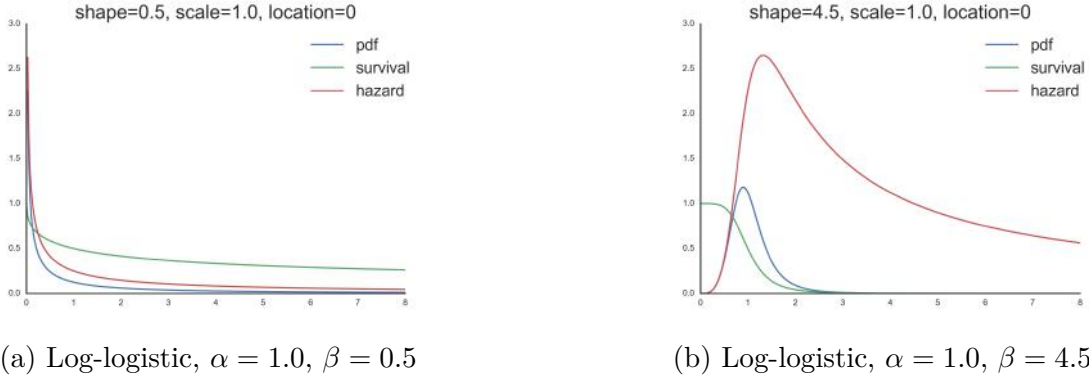 shape=0.5, scale=1.0, location=0
3.0
2.5
2.0
1.5
1.0
0.5
0.0
0 1 2 3 4 5 6 7 8
pdf
survival
hazard
(a) Log-logistic, α = 1.0, β = 0.5
shape=4.5, scale=1.0, location=0
3.0
2.5
2.0
1.5
1.0
0.5
0.0
0 1 2 3 4 5 6 7 8
pdf
survival
hazard
(b) Log-logistic, α = 1.0, β = 4.5